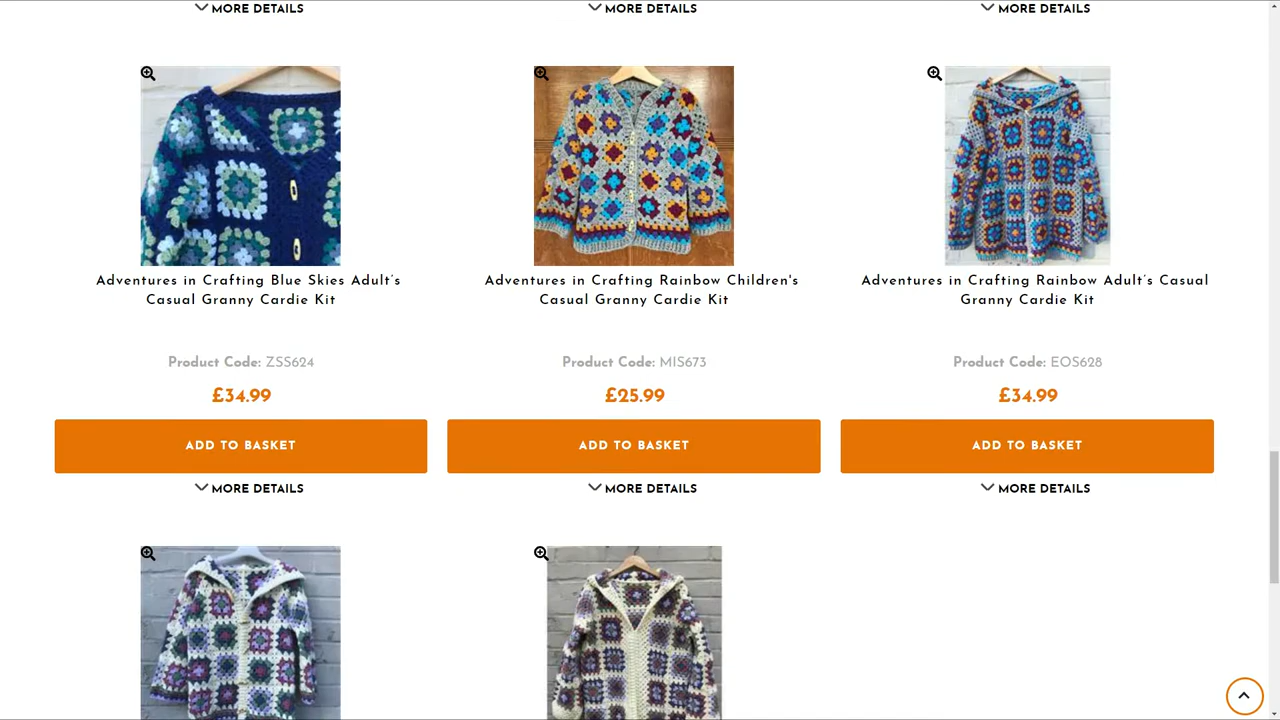 MORE DETAILS
MORE DETAILS
MORE DETAILS
Adventures in Crafting Blue Skies Adult's
Casual Granny Cardie Kit
Product Code: ZSS624
£34.99
ADD TO BASKET
MORE DETAILS
Adventures in Crafting Rainbow Children's
Casual Granny Cardie Kit
Product Code: MIS673
£25.99
ADD TO BASKET
MORE DETAILS
Adventures in Crafting Rainbow Adult's Casual
Granny Cardie Kit
Product Code: EOS628
£34.99
ADD TO BASKET
MORE DETAILS